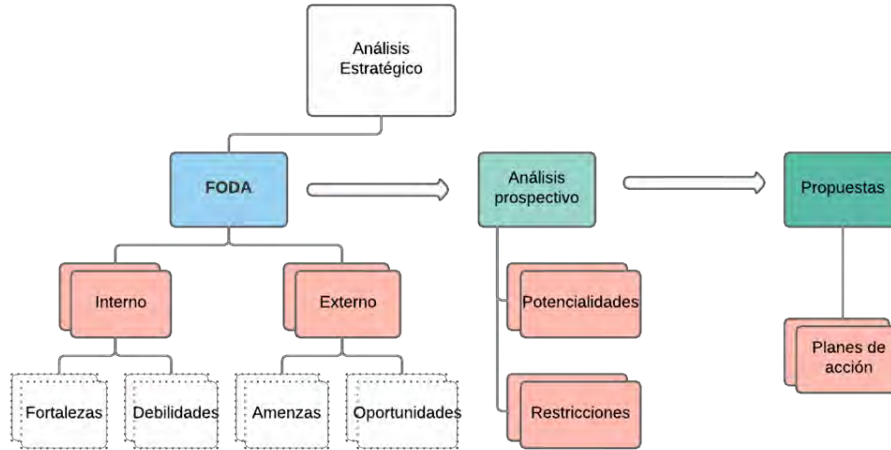 Análisis
Estratégico
FODA
Análisis
prospectivo
Propuestas
Interno
Externo
Potencialidades
Planes de
acción
Fortalezas
Debilidades
Amenzas
Oportunidades
Restricciones